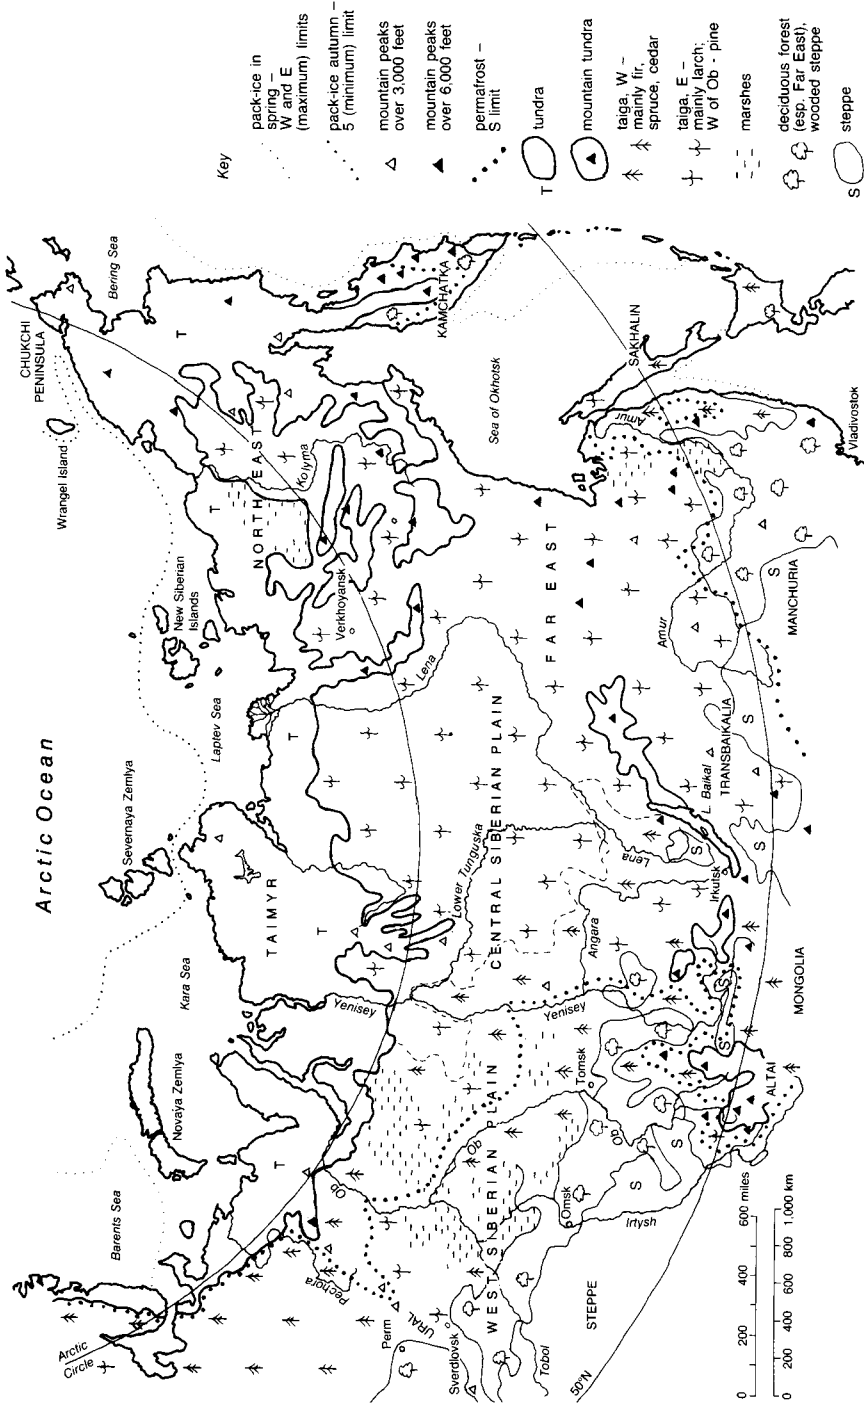 Arctic Ocean
Barents Sea
Kara Sea
Laptev Sea
Bering Sea
Sea of Okhotsk
Novaya Zemlya
Severnaya Zemlya
New Siberian
Islands
Wrangel Island
CHUKCHI
PENINSULA
Arctic
Circle
TAIMYR
NORTH EAST
Kolyma
Verkhoyansk
KAMCHATKA
T
T
T
T
T
T
Pechora
Ob
Yenisey
Lower Tunguska
Lena
CENTRAL SIBERIAN PLAIN
FAR EAST
WEST SIBERIAN PLAIN
URAL
Perm
Sverdlovsk
Tobol
STEPPE
50°N
Ob
Omsk
Irtysh
Tomsk
Ob
Yenisey
Angara
Lena
Irkutsk
L. Baikal
TRANSBAIKALIA
Amur
Amur
SAKHALIN
Vladivostok
MANCHURIA
MONGOLIA
ALTAI
S
S
S
S
S
S
S
S
0 200 400 600 miles
0 200 400 600 800 1,000 km
Key
pack-ice in
spring –
W and E
(maximum) limits
pack-ice autumn –
5 (minimum) limit
mountain peaks
over 3,000 feet
mountain peaks
over 6,000 feet
permafrost –
S limit
T
tundra
mountain tundra
taiga, W –
mainly fir,
spruce, cedar
taiga, E –
mainly larch;
W of Ob - pine
marshes
deciduous forest
(esp. Far East),
wooded steppe
S
steppe